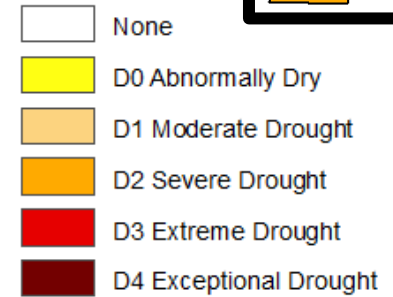 None
D0 Abnormally Dry
D1 Moderate Drought
D2 Severe Drought
D3 Extreme Drought
D4 Exceptional Drought